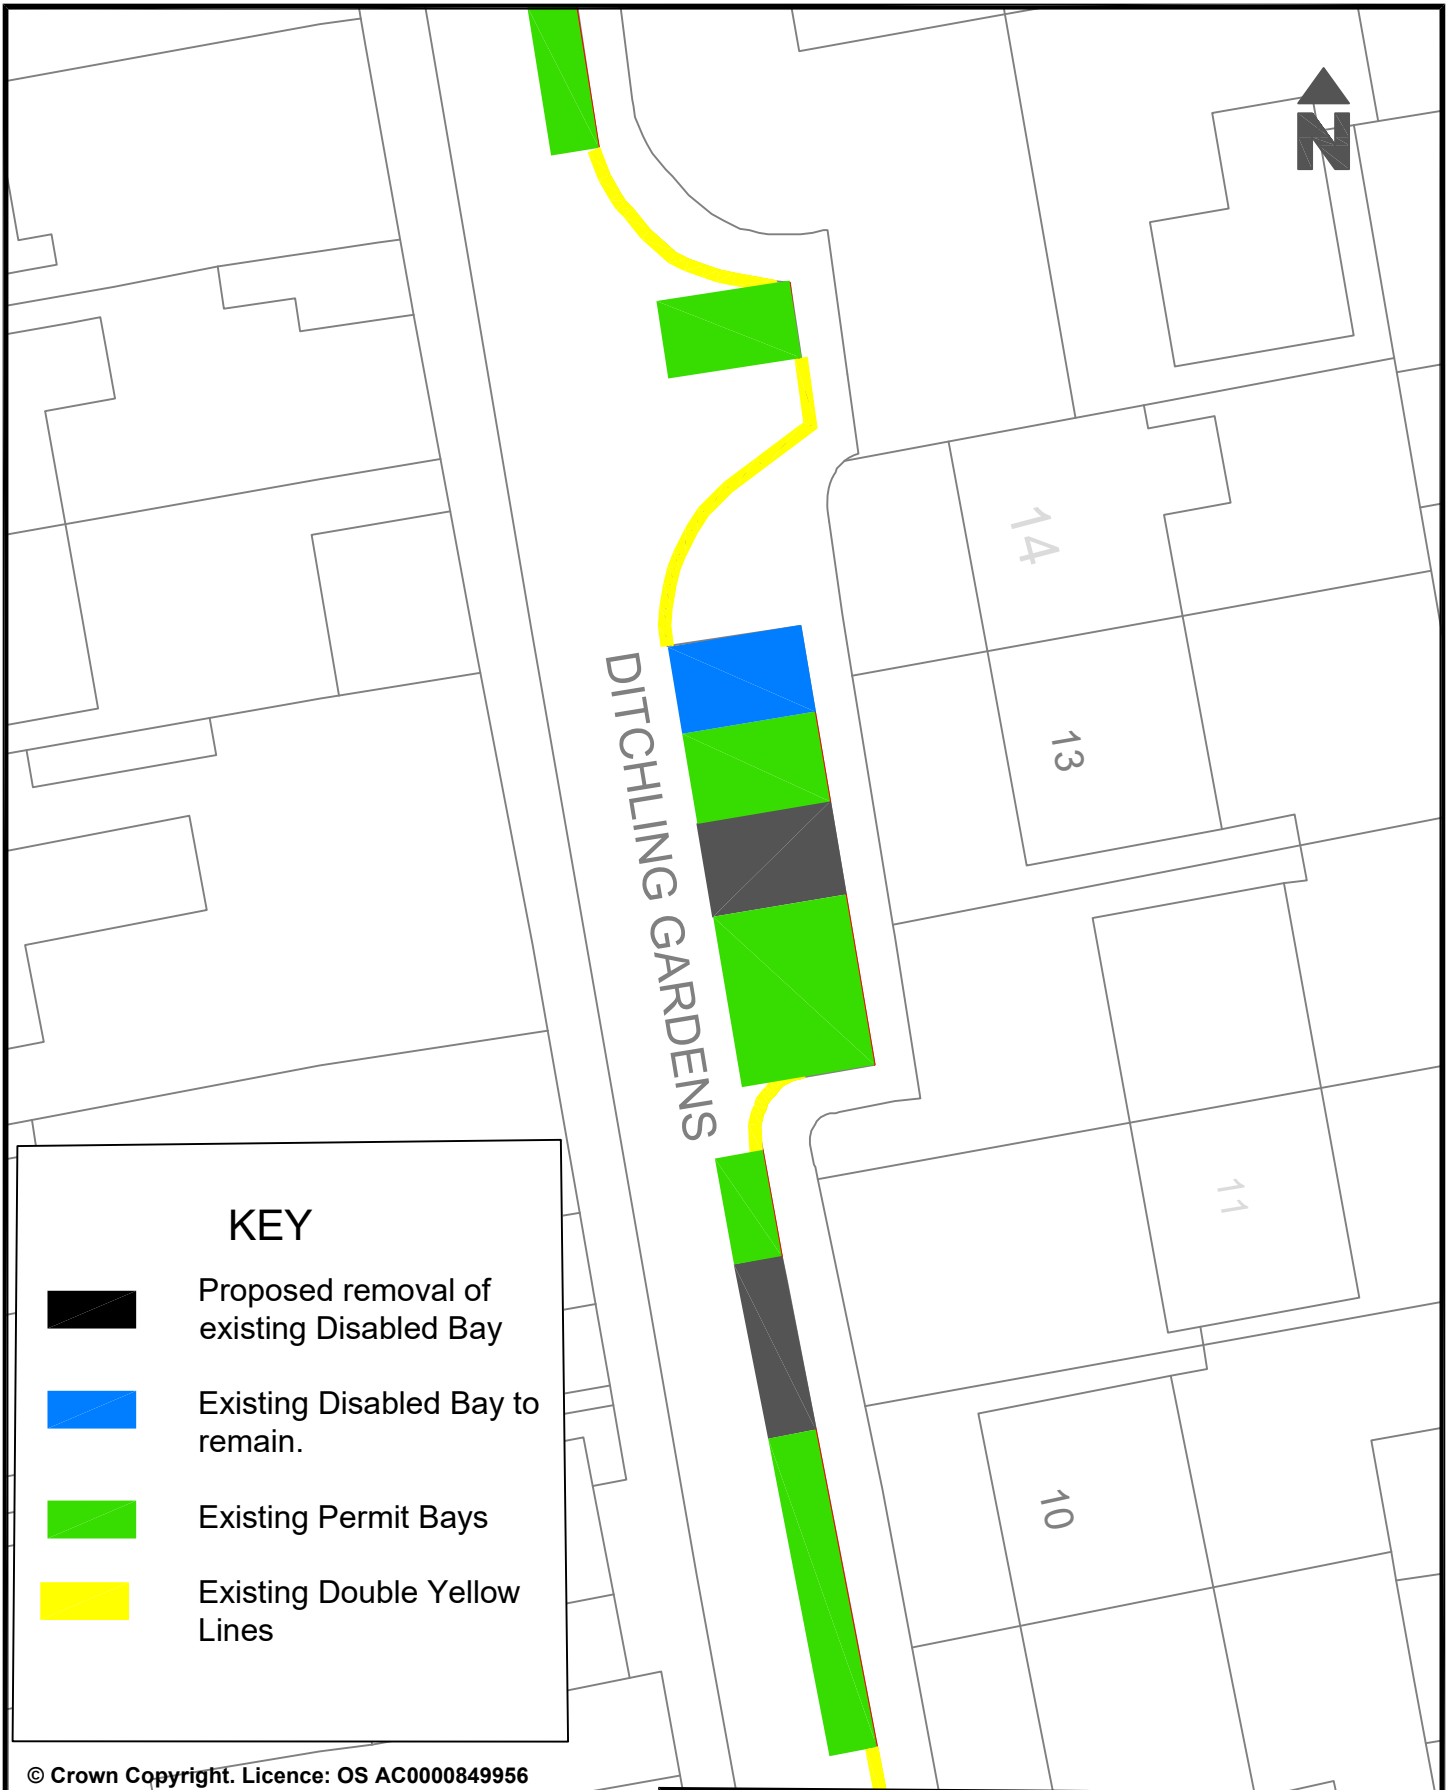 N
14
13
DITCHLING GARDENS
11
10
KEY
Proposed removal of
existing Disabled Bay
Existing Disabled Bay to
remain.
Existing Permit Bays
Existing Double Yellow
Lines
© Crown Copyright. Licence: OS AC0000849956